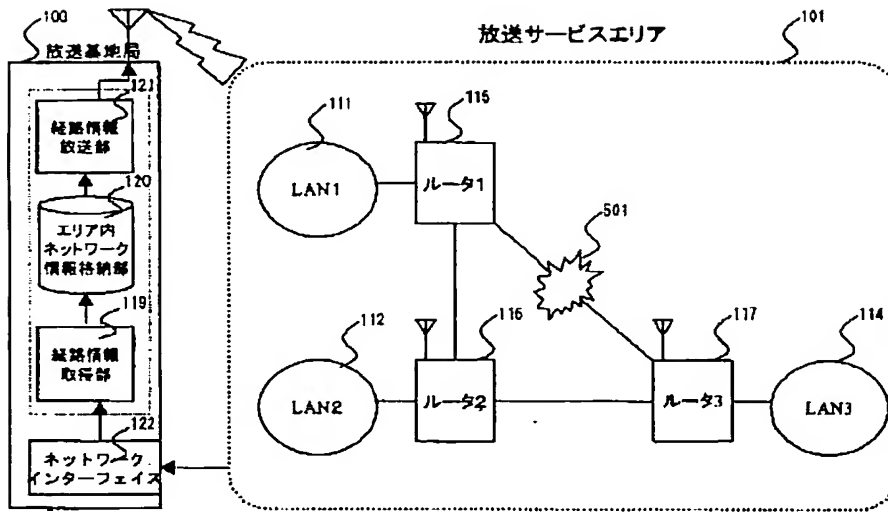 100
放送基地局
放送サービスエリア
101
121
経路情報
放送部
120
エリア内
ネットワーク
情報格納部
119
経路情報
取得部
122
ネットワーク
インターフェイス
111
LAN1
115
ルータ1
501
112
LAN2
116
ルータ2
117
ルータ3
114
LAN3